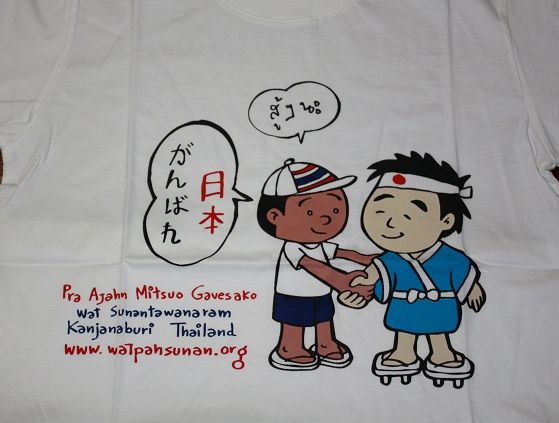 สู้ๆ นะ
日本
がんばれ
Pra Ajahn Mitsuo Gavesako
wat Sunantawanaram
Kanjanaburi Thailand
www.watpahsunan.org